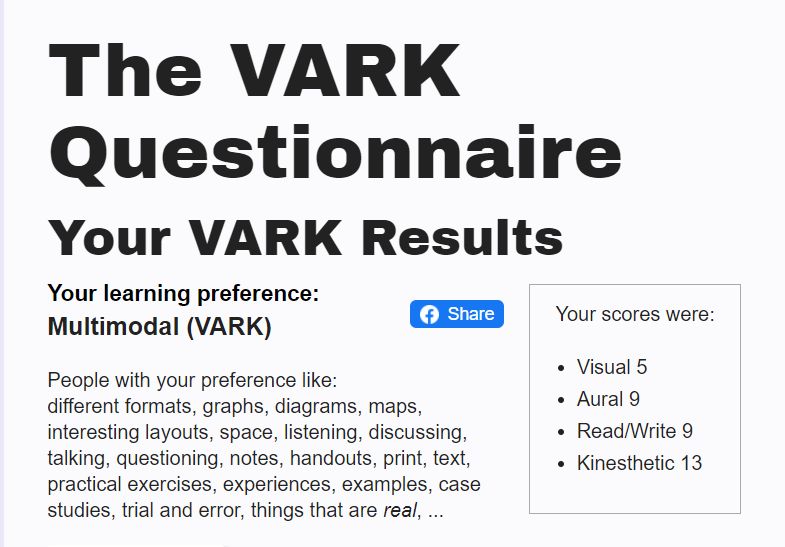 The VARK
Questionnaire
Your VARK Results
Your learning preference:
Multimodal (VARK)
Share
People with your preference like:
different formats, graphs, diagrams, maps,
interesting layouts, space, listening, discussing,
talking, questioning, notes, handouts, print, text,
practical exercises, experiences, examples, case
studies, trial and error, things that are real, ...
Your scores were:
• Visual 5
• Aural 9
• Read/Write 9
• Kinesthetic 13